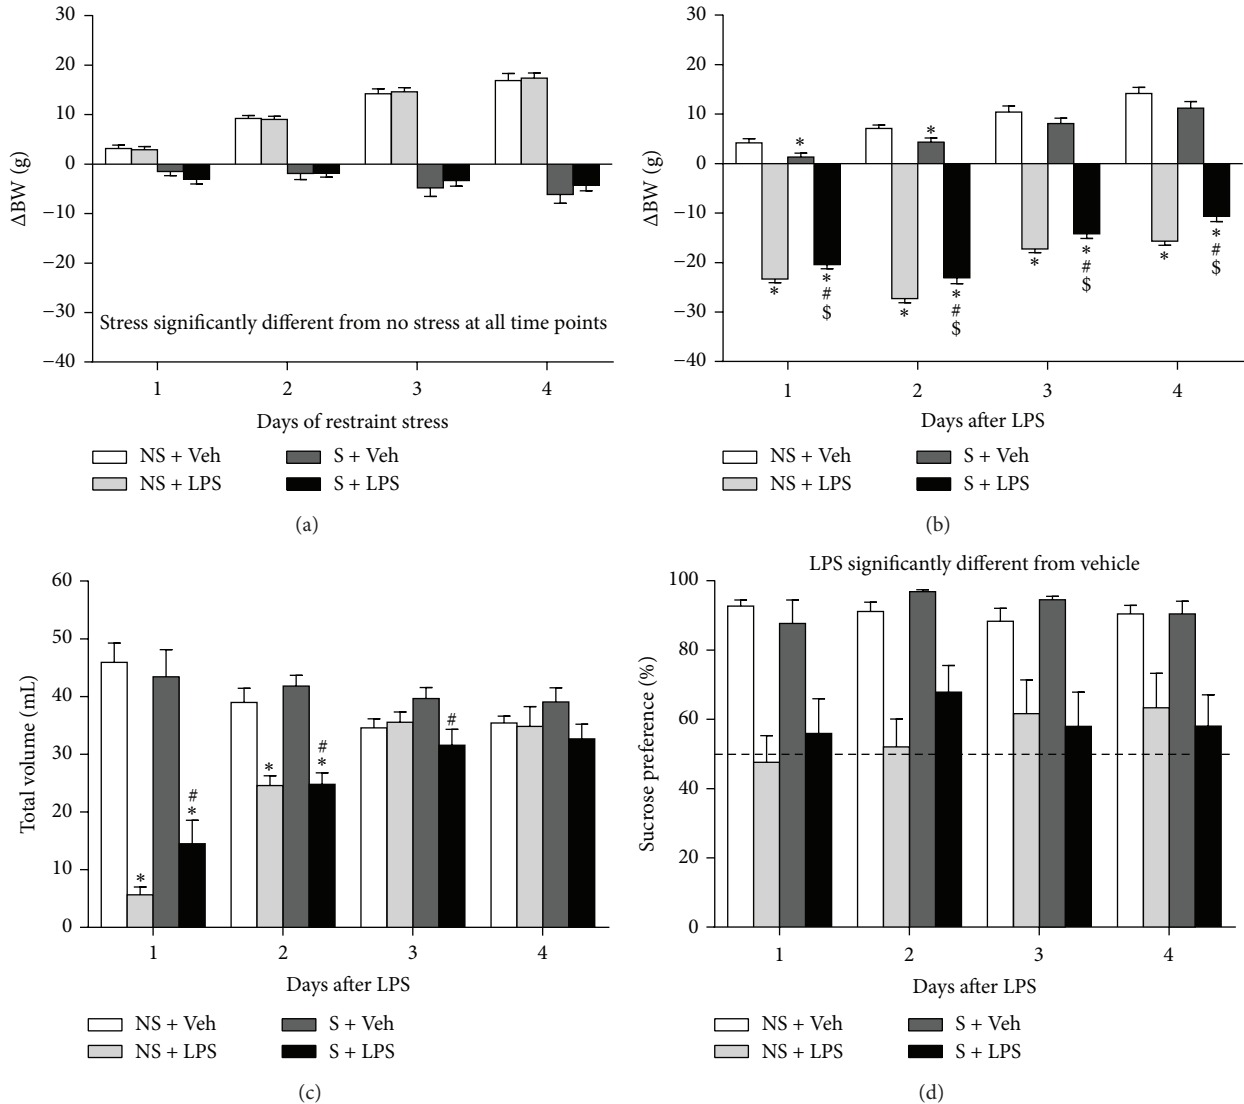 30
20
10
0
−10
−20
−30
−40
ΔBW (g)
Stress significantly different from no stress at all time points
1 2 3 4
Days of restraint stress
NS + Veh S + Veh
NS + LPS S + LPS
(a)
30
20
10
0
−10
−20
−30
−40
ΔBW (g)
* *
* * * *
* * * *
# # # #
$ $ $ $
1 2 3 4
Days after LPS
NS + Veh S + Veh
NS + LPS S + LPS
(b)
60
50
40
30
20
10
0
Total volume (mL)
* # * * # * #
1 2 3 4
Days after LPS
NS + Veh S + Veh
NS + LPS S + LPS
(c)
LPS significantly different from vehicle
100
80
60
40
20
0
Sucrose preference (%)
1 2 3 4
Days after LPS
NS + Veh S + Veh
NS + LPS S + LPS
(d)